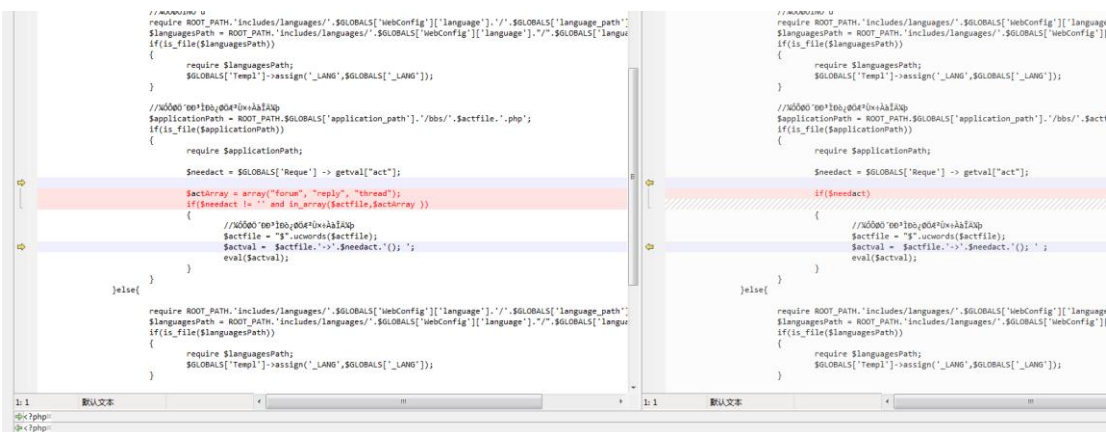 require ROOT_PATH.'includes/languages/'.$GLOBALS['WebConfig']['language'].'/'.$GLOBALS['language_path']
$languagesPath = ROOT_PATH.'includes/languages/'.$GLOBALS['WebConfig']['language']."/".$GLOBALS['langua
if(is_file($languagesPath))
{
require $languagesPath;
$GLOBALS['Templ']->assign('_LANG',$GLOBALS['_LANG']);
}
$applicationPath = ROOT_PATH.$GLOBALS['application_path'].'/bbs/'.$actfile.'.php';
if(is_file($applicationPath))
{
require $applicationPath;
$needact = $GLOBALS['Reque'] -> getval["act"];
$actArray = array("forum", "reply", "thread");
if($needact != '' and in_array($actfile,$actArray ))
{
$actfile = "$".ucwords($actfile);
$actval = $actfile.'->'.$needact.'(); ';
eval($actval);
}
}
}else{
require ROOT_PATH.'includes/languages/'.$GLOBALS['WebConfig']['language'].'/'.$GLOBALS['language_path']
$languagesPath = ROOT_PATH.'includes/languages/'.$GLOBALS['WebConfig']['language']."/".$GLOBALS['langua
if(is_file($languagesPath))
{
require $languagesPath;
$GLOBALS['Templ']->assign('_LANG',$GLOBALS['_LANG']);
}
1: 1 默认文本
require ROOT_PATH.'includes/languages/'.$GLOBALS['WebConfig']['language
$languagesPath = ROOT_PATH.'includes/languages/'.$GLOBALS['WebConfig'][
if(is_file($languagesPath))
{
require $languagesPath;
$GLOBALS['Templ']->assign('_LANG',$GLOBALS['_LANG']);
}
$applicationPath = ROOT_PATH.$GLOBALS['application_path'].'/bbs/'.$actf
if(is_file($applicationPath))
{
require $applicationPath;
$needact = $GLOBALS['Reque'] -> getval["act"];
if($needact)
{
$actfile = "$".ucwords($actfile);
$actval = $actfile.'->'.$needact.'(); ' ;
eval($actval);
}
}
}else{
require ROOT_PATH.'includes/languages/'.$GLOBALS['WebConfig']['language
$languagesPath = ROOT_PATH.'includes/languages/'.$GLOBALS['WebConfig'][
if(is_file($languagesPath))
{
require $languagesPath;
$GLOBALS['Templ']->assign('_LANG',$GLOBALS['_LANG']);
}
1: 1 默认文本
<?php
<?php